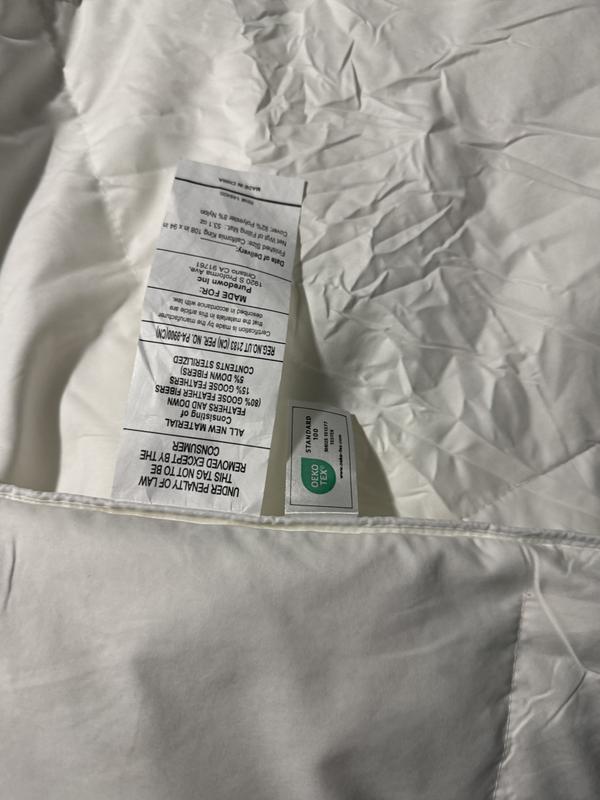 UNDER PENALTY OF LAW
THIS TAG NOT TO BE
REMOVED EXCEPT BY THE
CONSUMER
ALL NEW MATERIAL
Consisting of
FEATHERS AND DOWN
(80% GOOSE FEATHER FIBERS)
15% GOOSE FEATHERS
5% DOWN FIBERS)
CONTENTS STERILIZED
REG.NO.UT 2183 (CN) PER. NO. PA-9900(CN)
Certification is made by the manufacturer
that the materials in this article are
described in accordance with law.
MADE FOR:
Puredown Inc
1920 S Proforma Ave.
Ontario CA 91761
Date of Delivery:
Finished Size: California King 108 in x 94 in
Net Wgt of Filling Mat.: 53.1 oz
Cover: 92% Polyester 8% Nylon
MADE IN CHINA
OEKO
TEX®
STANDARD
100
TESTEX
www.oeko-tex.com